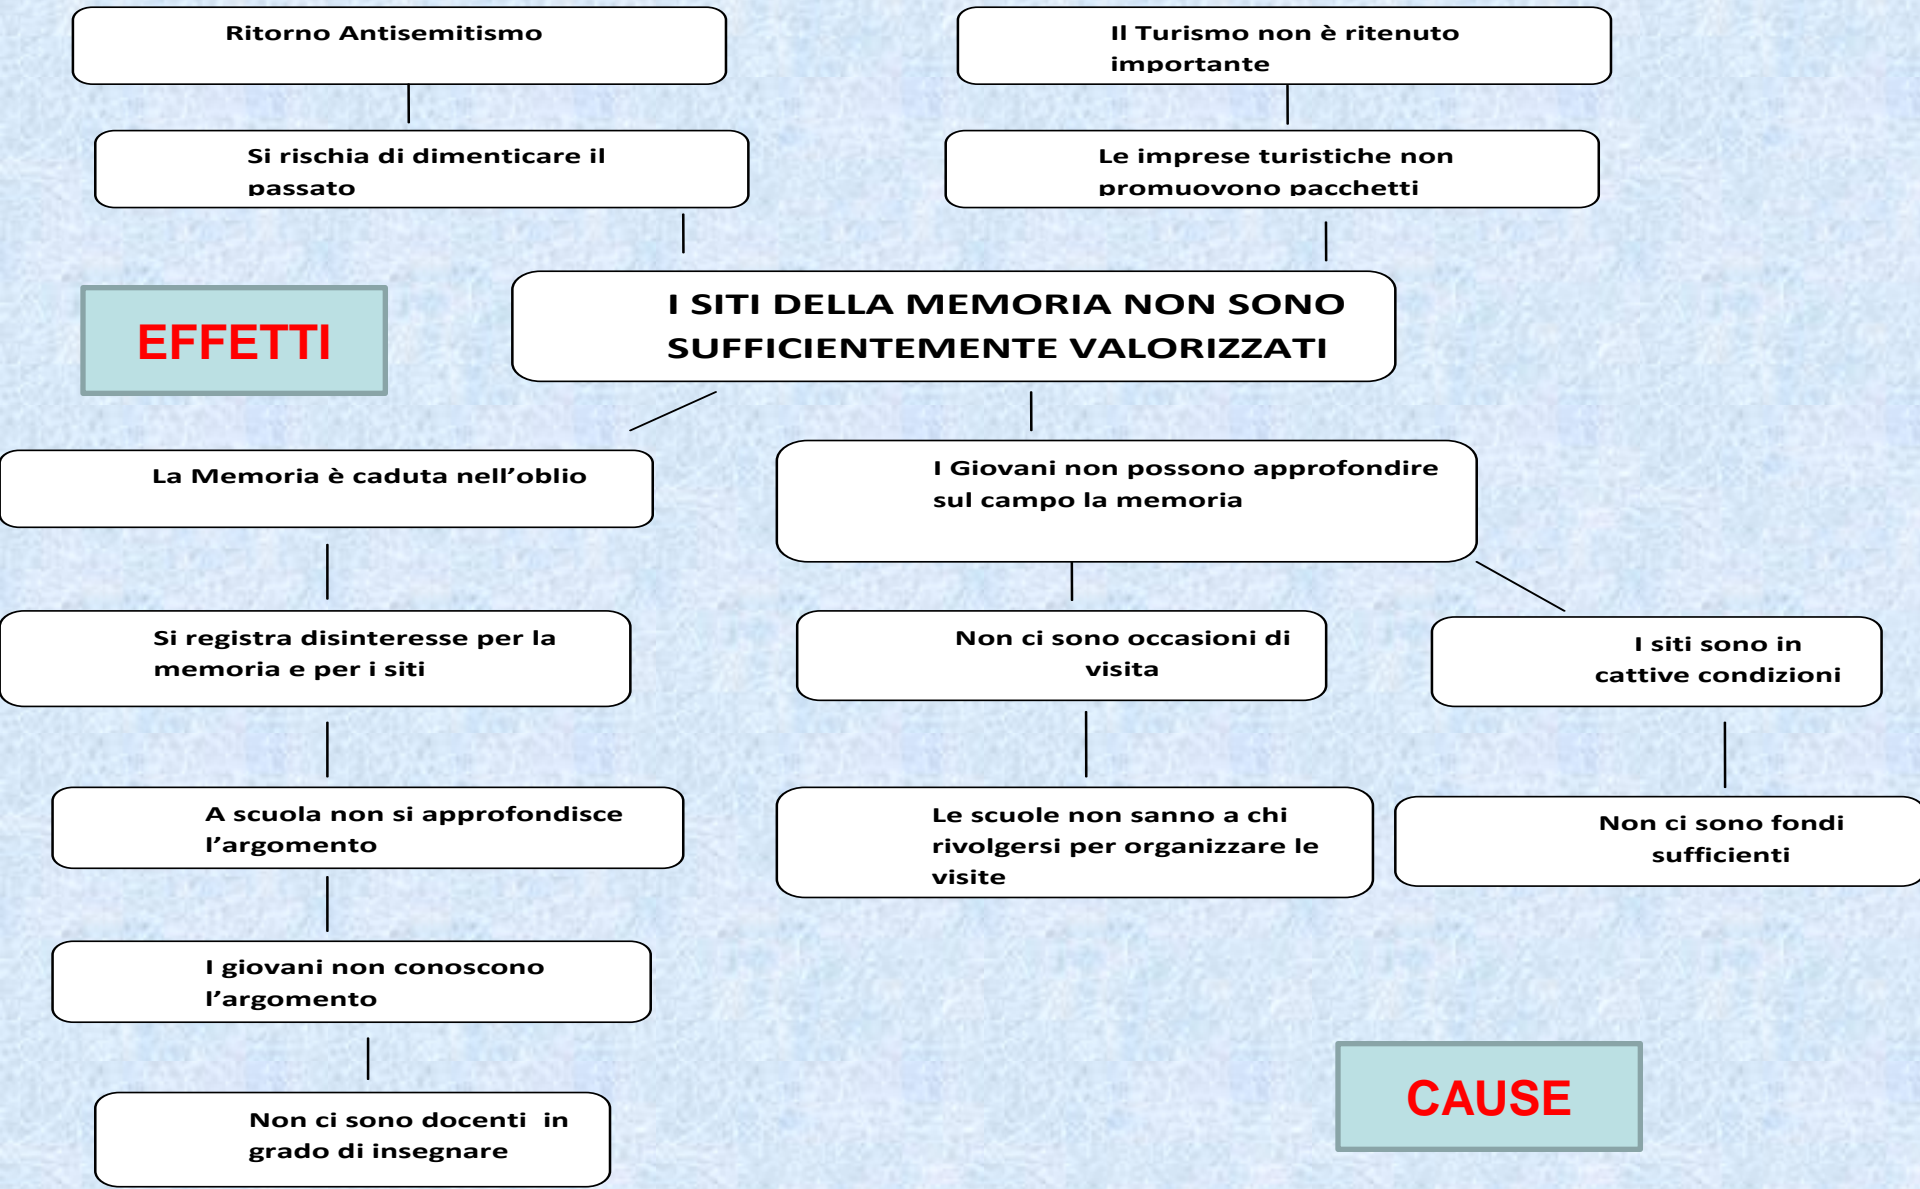 Ritorno Antisemitismo
Il Turismo non è ritenuto
importante
Si rischia di dimenticare il
passato
Le imprese turistiche non
promuovono pacchetti
I SITI DELLA MEMORIA NON SONO
SUFFICIENTEMENTE VALORIZZATI
EFFETTI
La Memoria è caduta nell’oblio
I Giovani non possono approfondire
sul campo la memoria
Si registra disinteresse per la
memoria e per i siti
Non ci sono occasioni di
visita
I siti sono in
cattive condizioni
A scuola non si approfondisce
l’argomento
Le scuole non sanno a chi
rivolgersi per organizzare le
visite
Non ci sono fondi
sufficienti
I giovani non conoscono
l’argomento
Non ci sono docenti  in
grado di insegnare
CAUSE